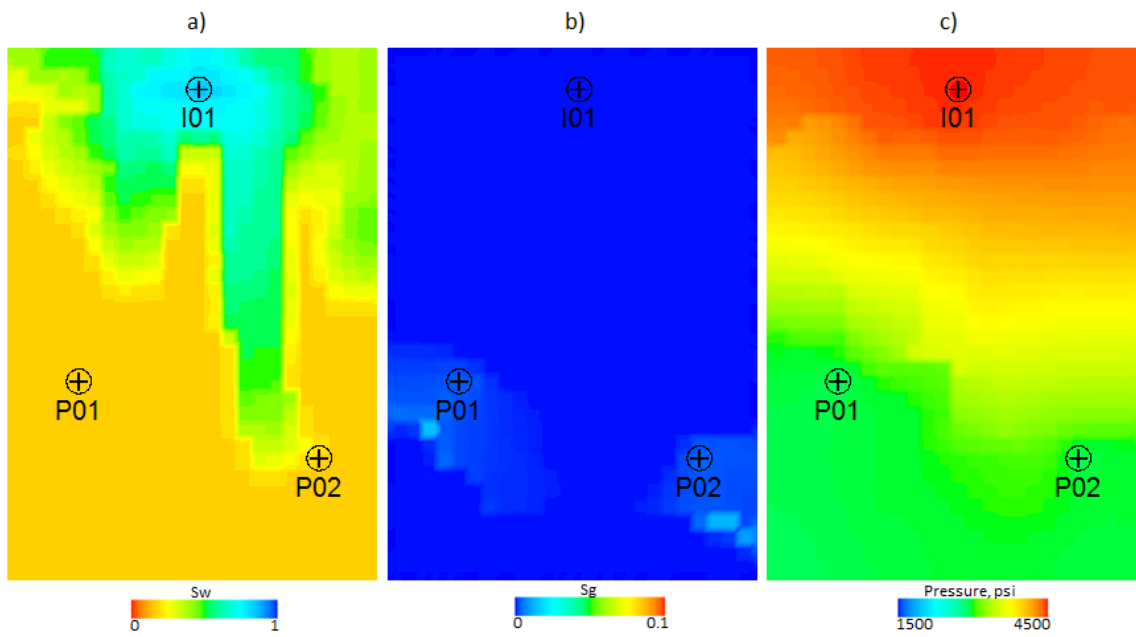 a) b) c)
I01 I01 I01
P01 P01 P01
P02 P02 P02
Sw Sg Pressure, psi
0 1 0 0.1 1500 4500